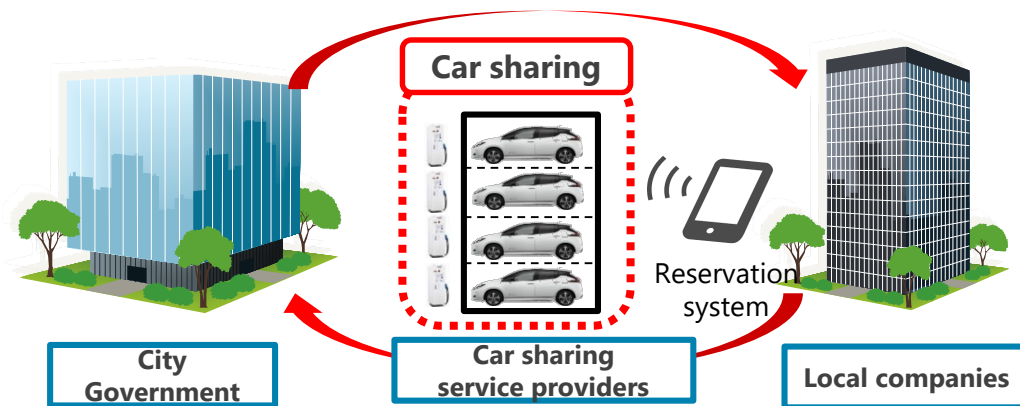 Car sharing
Reservation
system
City
Government
Car sharing
service providers
Local companies